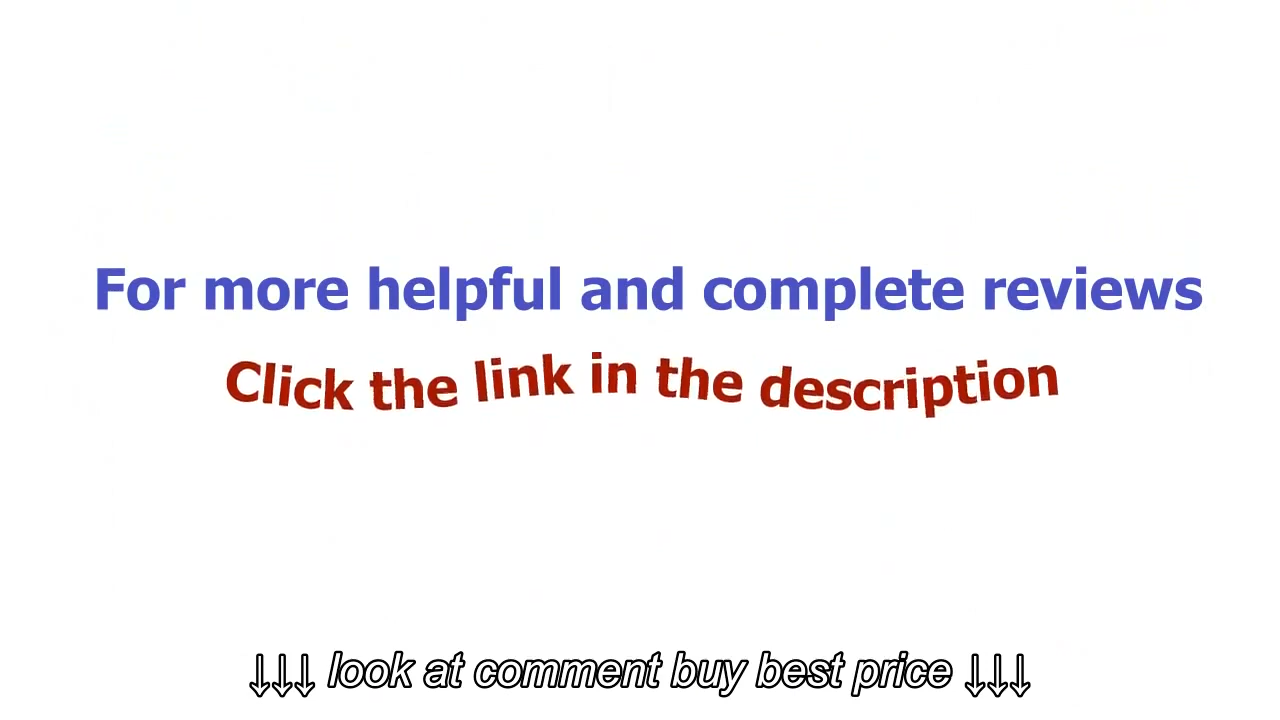 For more helpful and complete reviews
Click the link in the description
↓↓↓ look at comment buy best price ↓↓↓